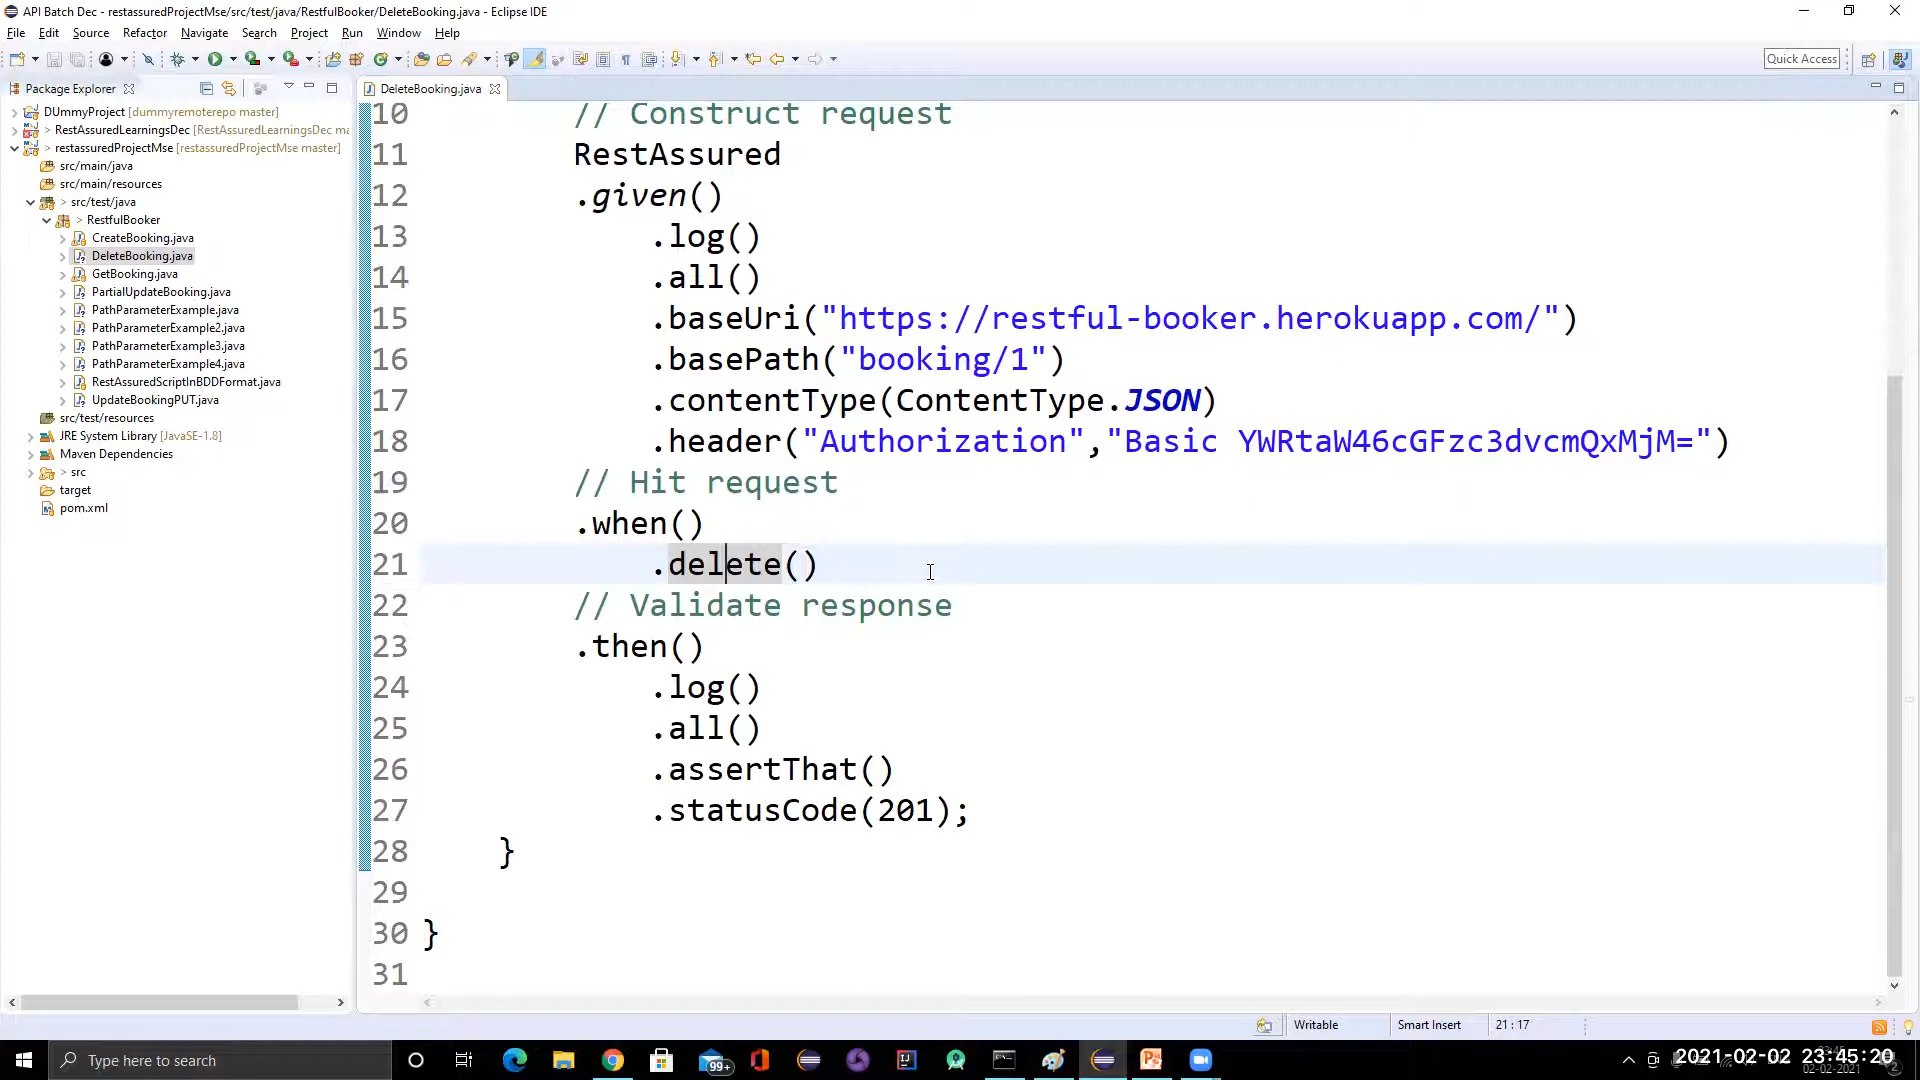 API Batch Dec - restassuredProjectMse/src/test/java/RestfulBooker/DeleteBooking.java - Eclipse IDE
File Edit Source Refactor Navigate Search Project Run Window Help
Quick Access
Package Explorer
DeleteBooking.java
DUmmyProject [dummyremoterepo master]
> RestAssuredLearningsDec [RestAssuredLearningsDec ma
> restassuredProjectMse [restassuredProjectMse master]
src/main/java
src/main/resources
> src/test/java
> RestfulBooker
CreateBooking.java
DeleteBooking.java
GetBooking.java
PartialUpdateBooking.java
PathParameterExample.java
PathParameterExample2.java
PathParameterExample3.java
PathParameterExample4.java
RestAssuredScriptInBDDFormat.java
UpdateBookingPUT.java
src/test/resources
JRE System Library [JavaSE-1.8]
Maven Dependencies
> src
target
pom.xml
10 // Construct request
11 RestAssured
12 .given()
13 .log()
14 .all()
15 .baseUri("https://restful-booker.herokuapp.com/")
16 .basePath("booking/1")
17 .contentType(ContentType.JSON)
18 .header("Authorization","Basic YWRtaW46cGFzc3dvcmQxMjM=")
19 // Hit request
20 .when()
21 .delete()
22 // Validate response
23 .then()
24 .log()
25 .all()
26 .assertThat()
27 .statusCode(201);
28 }
29
30 }
31
Writable Smart Insert 21 : 17
Type here to search
99+
2021-02-02 23:45:20
02-02-2021
2